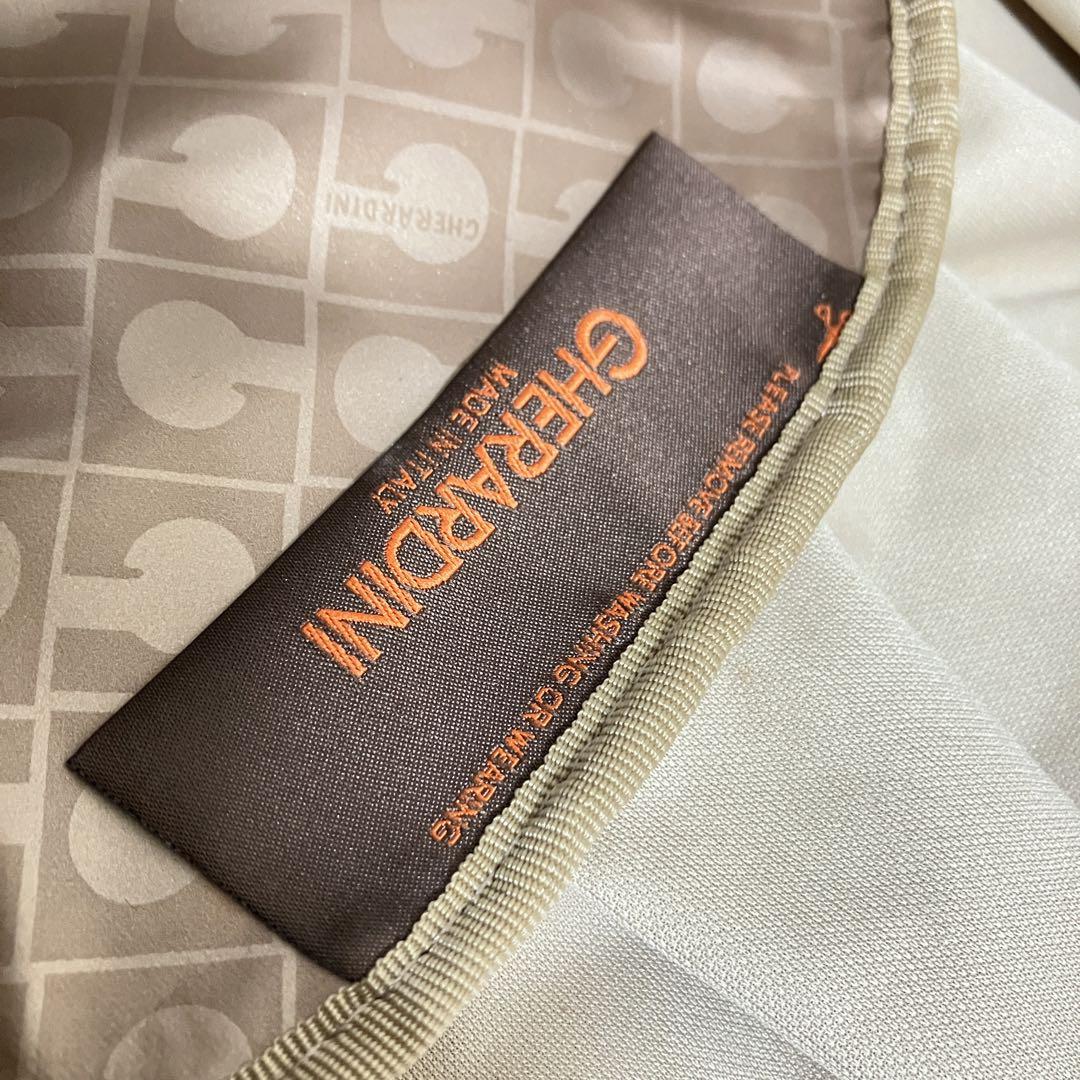 GHERARDINI
GHERARDINI
MADE IN ITALY
PLEASE REMOVE BEFORE WASHING OR WEARING